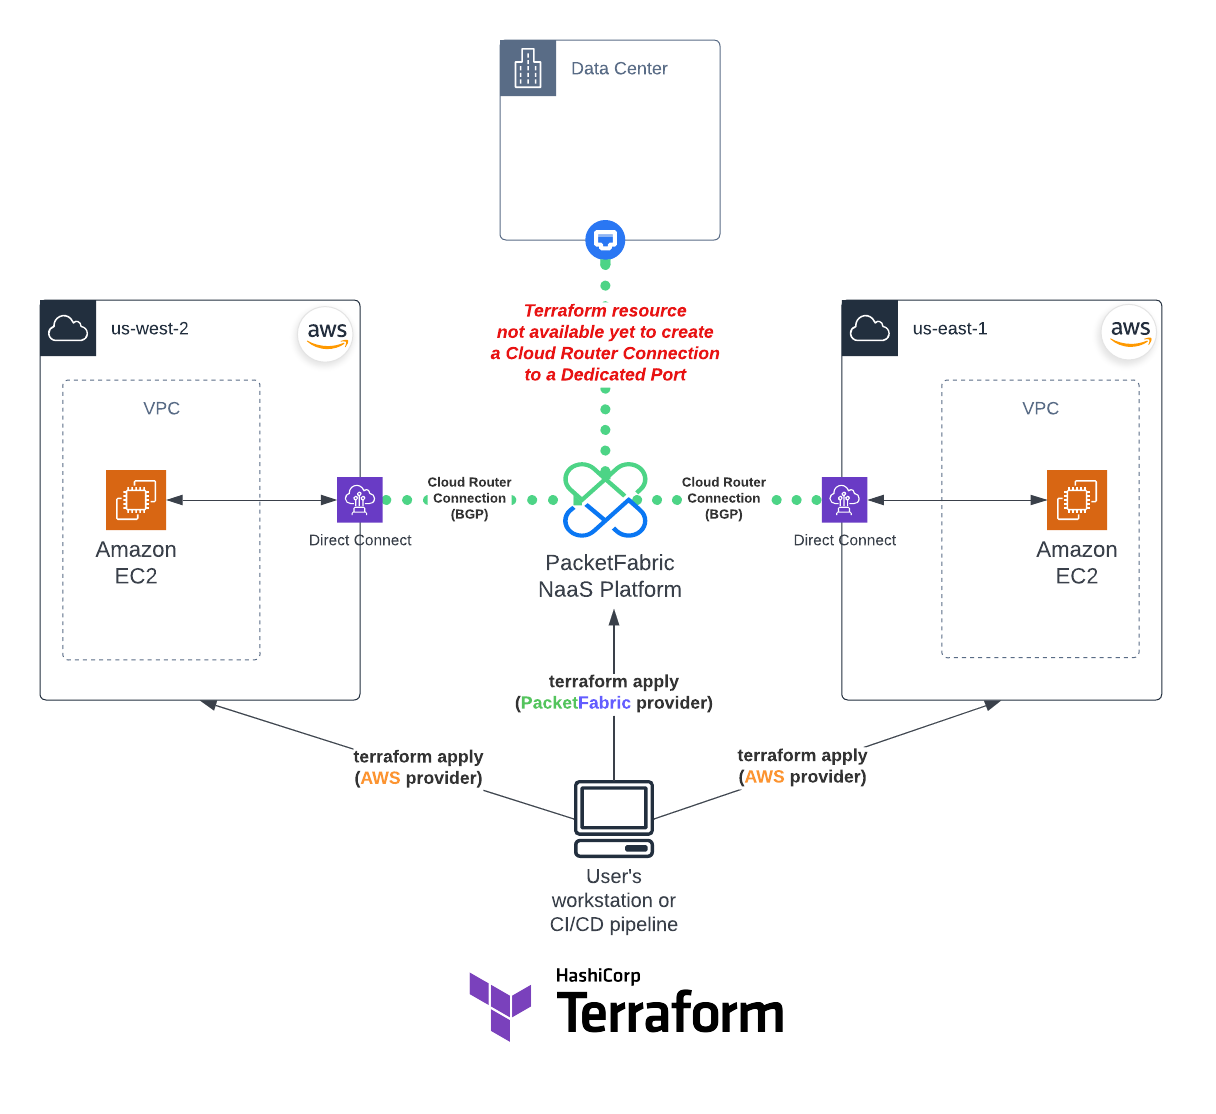 Data Center
Terraform resource
not available yet to create
a Cloud Router Connection
to a Dedicated Port
us-west-2
aws
VPC
Amazon
EC2
Direct Connect
Cloud Router
Connection
(BGP)
PacketFabric
NaaS Platform
Cloud Router
Connection
(BGP)
us-east-1
aws
VPC
Direct Connect
Amazon
EC2
terraform apply
(PacketFabric provider)
terraform apply
(AWS provider)
terraform apply
(AWS provider)
User's
workstation or
CI/CD pipeline
HashiCorp
Terraform